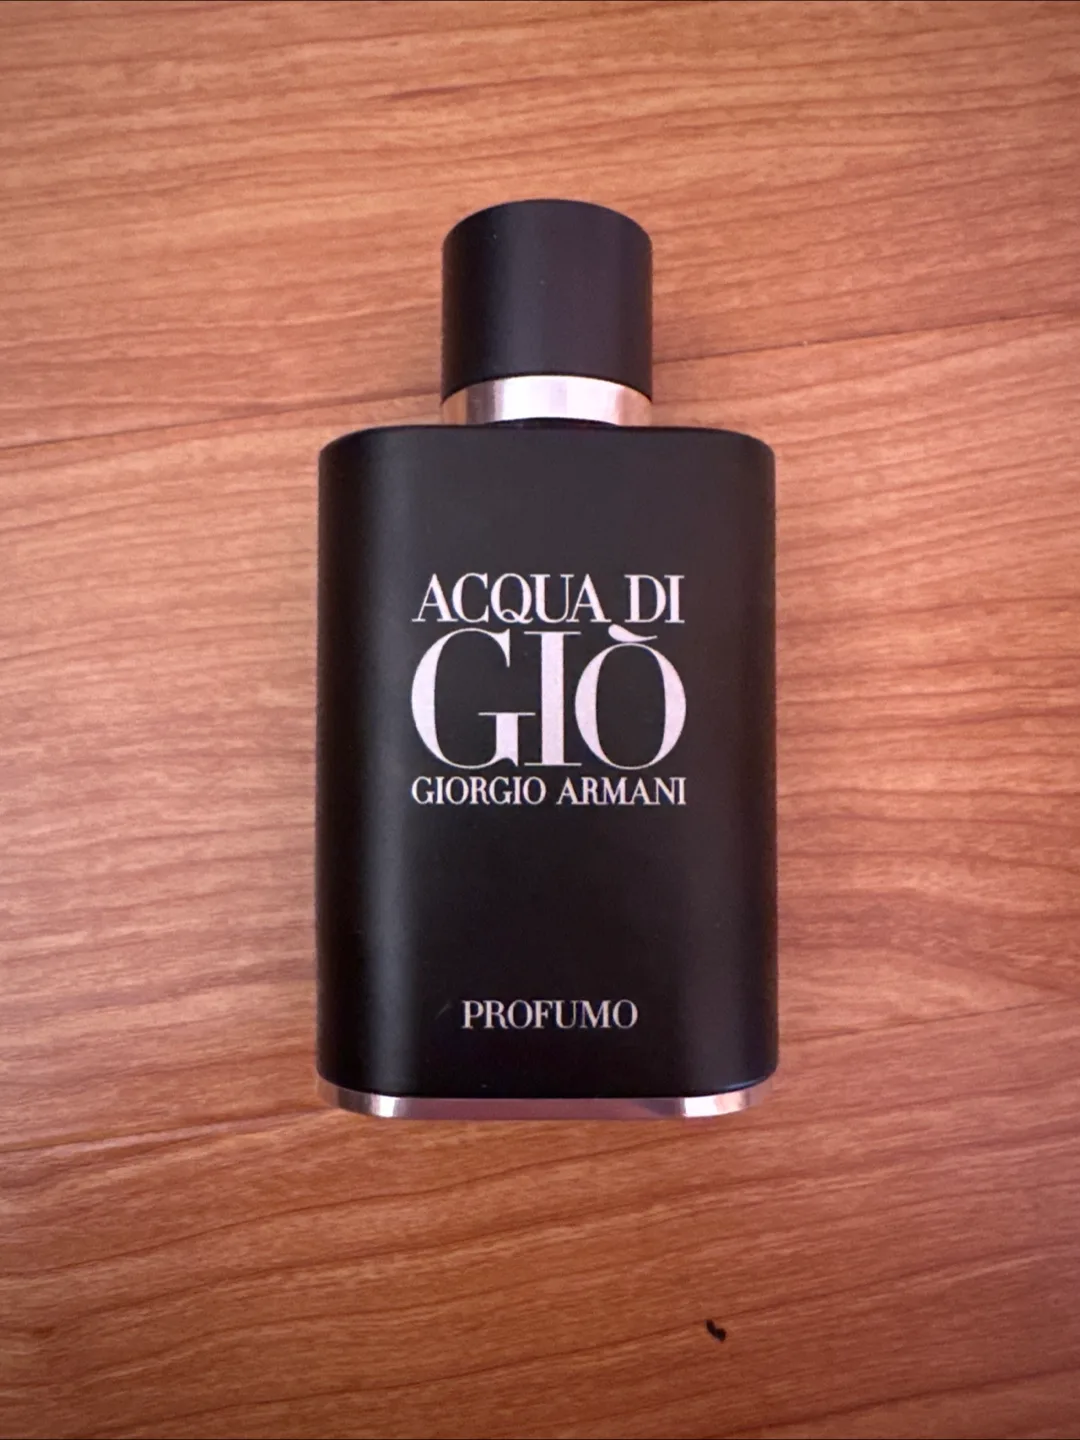 ACQUA DI
GIÒ
GIORGIO ARMANI
PROFUMO